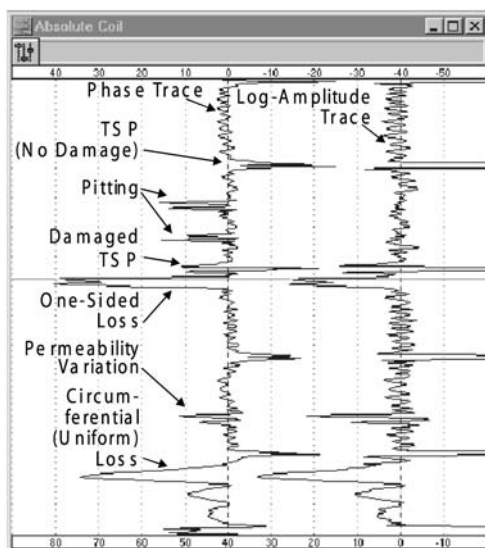 Absolute Coil
40 30 20 10 0 -10 -20 -40 -50
Phase Trace
Log-Amplitude
Trace
TSP
(No Damage)
Pitting
Damaged
TSP
One-Sided
Loss
Permeability
Variation
Circum-
ferential
(Uniform)
Loss
90 80 70 60 50 40 30 20 10 0 -10